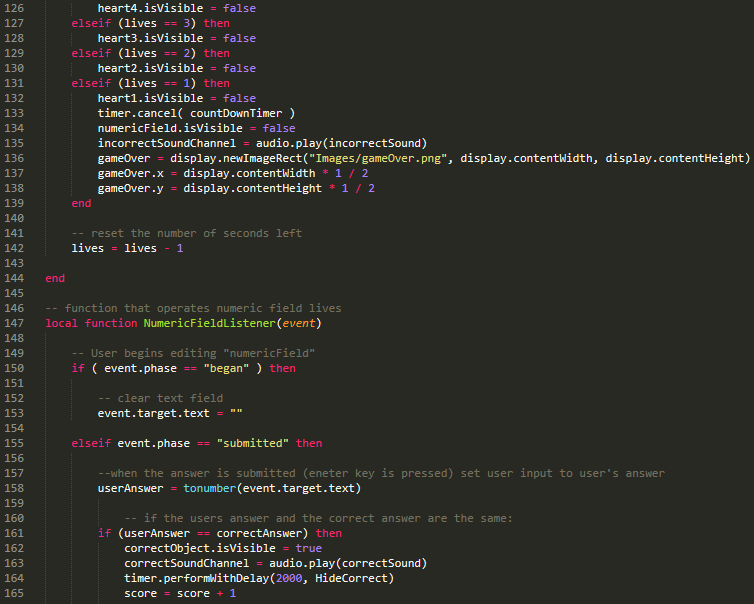 126 heart4.isVisible = false
127 elseif (lives == 3) then
128 heart3.isVisible = false
129 elseif (lives == 2) then
130 heart2.isVisible = false
131 elseif (lives == 1) then
132 heart1.isVisible = false
133 timer.cancel( countDownTimer )
134 numericField.isVisible = false
135 incorrectSoundChannel = audio.play(incorrectSound)
136 gameOver = display.newImageRect("Images/gameOver.png", display.contentWidth, display.contentHeight)
137 gameOver.x = display.contentWidth * 1 / 2
138 gameOver.y = display.contentHeight * 1 / 2
139 end
140
141 -- reset the number of seconds left
142 lives = lives - 1
143
144 end
145
146 -- function that operates numeric field lives
147 local function NumericFieldListener(event)
148
149 -- User begins editing "numericField"
150 if ( event.phase == "began" ) then
151
152 -- clear text field
153 event.target.text = ""
154
155 elseif event.phase == "submitted" then
156
157 --when the answer is submitted (eneter key is pressed) set user input to user's answer
158 userAnswer = tonumber(event.target.text)
159
160 -- if the users answer and the correct answer are the same:
161 if (userAnswer == correctAnswer) then
162 correctObject.isVisible = true
163 correctSoundChannel = audio.play(correctSound)
164 timer.performWithDelay(2000, HideCorrect)
165 score = score + 1